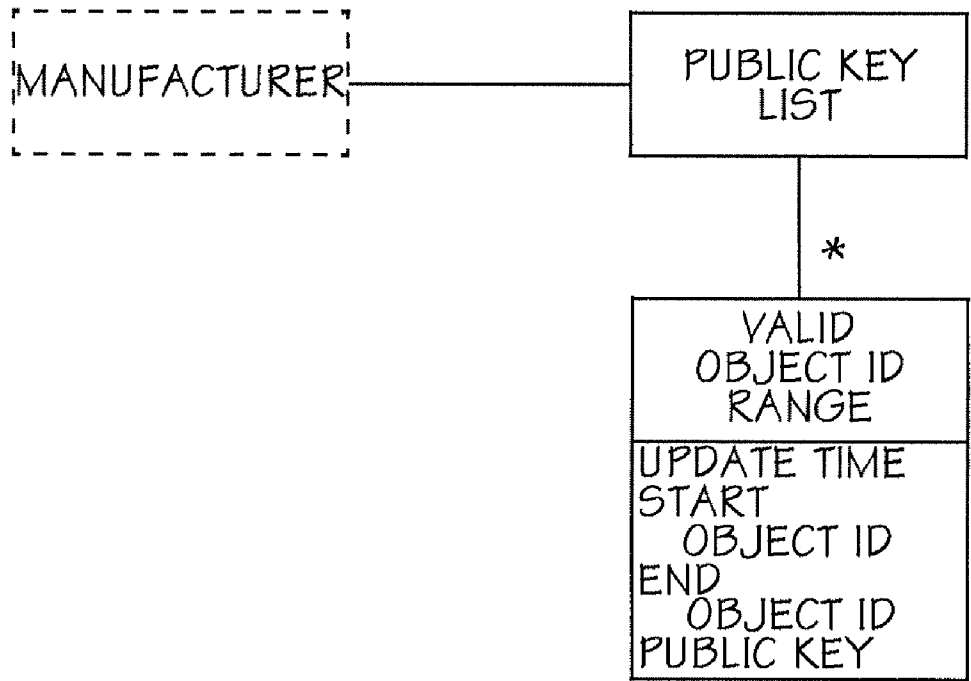 MANUFACTURER
PUBLIC KEY
LIST
*
VALID
OBJECT ID
RANGE
UPDATE TIME
START
OBJECT ID
END
OBJECT ID
PUBLIC KEY